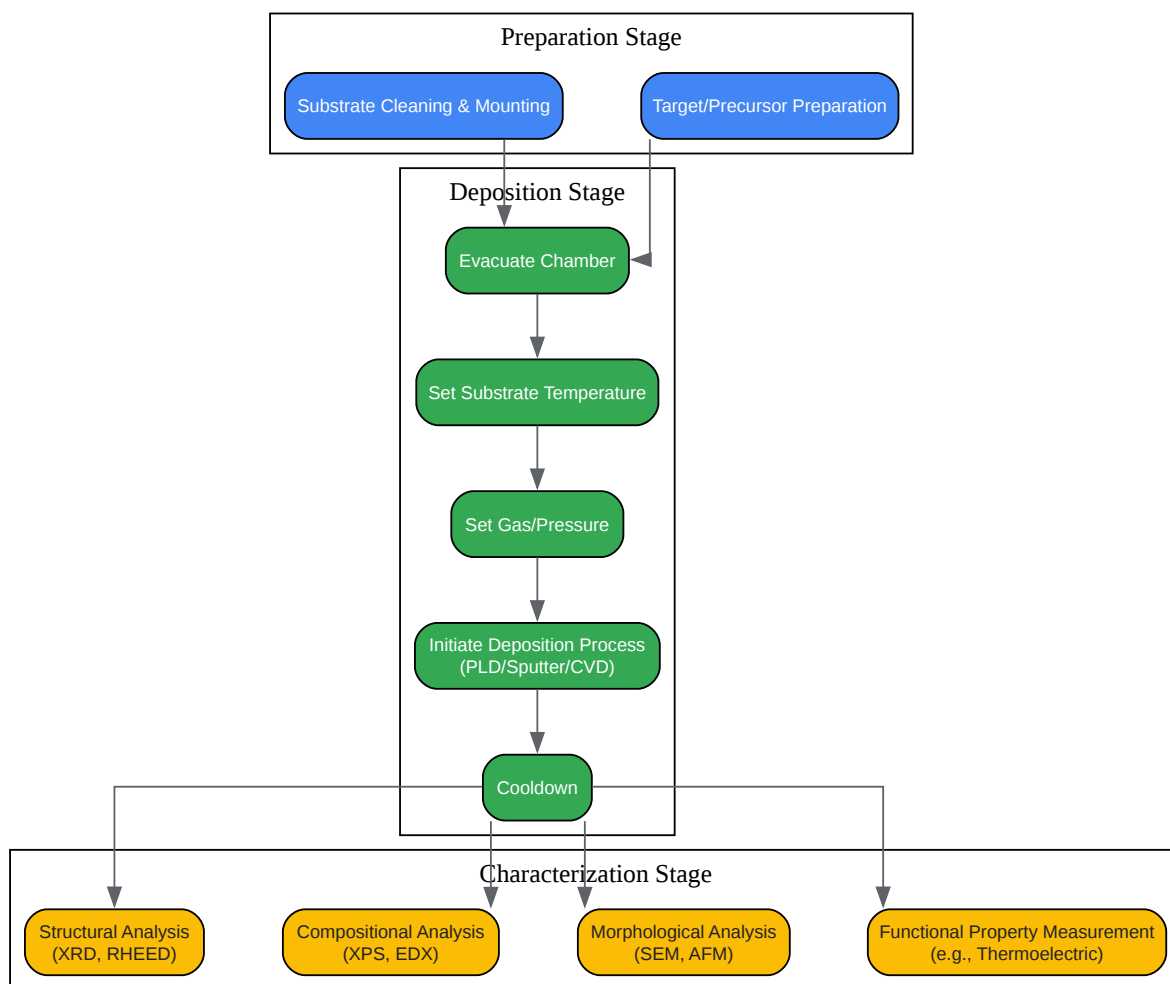 Preparation Stage
Substrate Cleaning & Mounting
Target/Precursor Preparation
Deposition Stage
Evacuate Chamber
Set Substrate Temperature
Set Gas/Pressure
Initiate Deposition Process
(PLD/Sputter/CVD)
Cooldown
Characterization Stage
Structural Analysis
(XRD, RHEED)
Compositional Analysis
(XPS, EDX)
Morphological Analysis
(SEM, AFM)
Functional Property Measurement
(e.g., Thermoelectric)